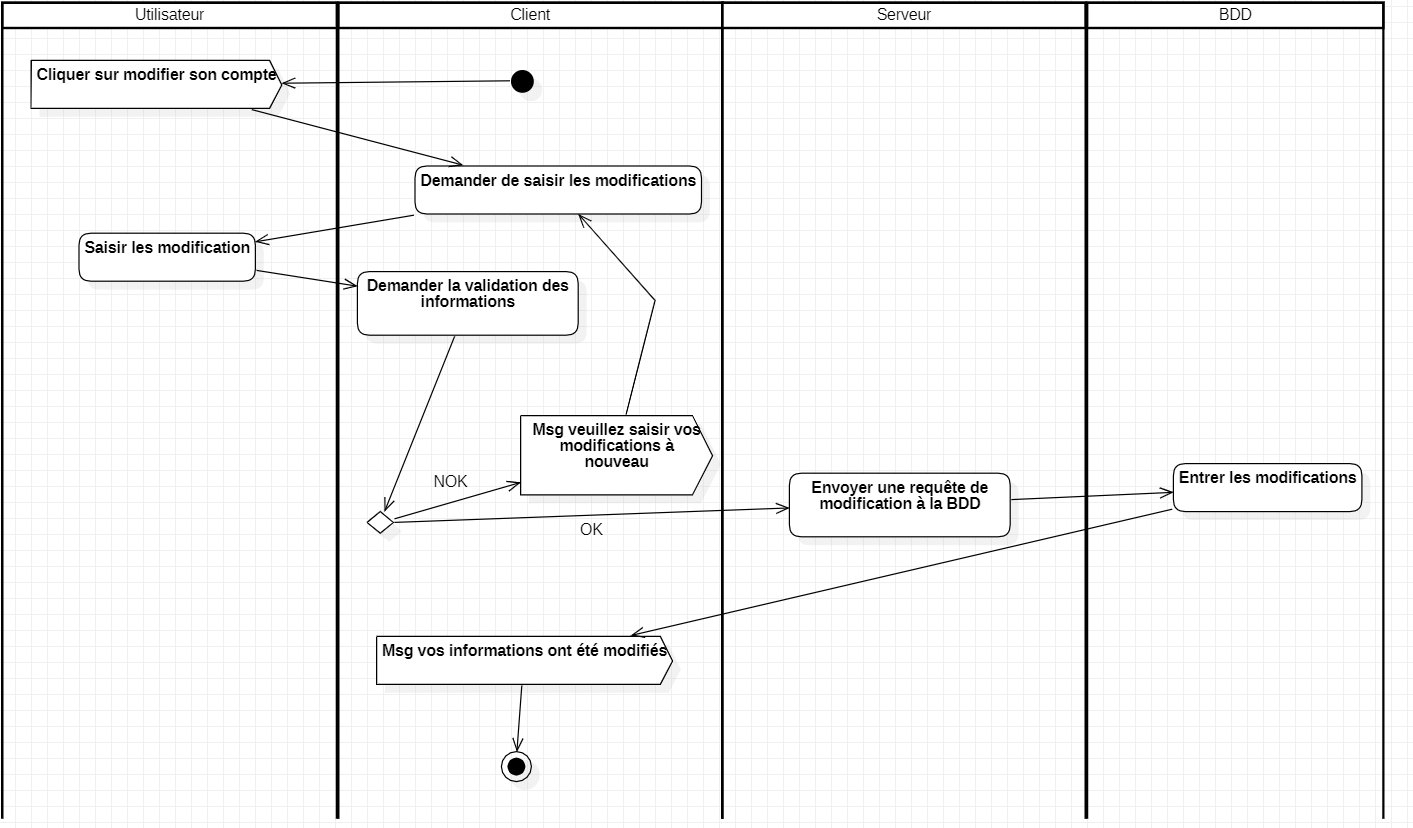 Utilisateur
Client
Serveur
BDD
Cliquer sur modifier son compte
Demander de saisir les modifications
Saisir les modification
Demander la validation des
informations
Msg veuillez saisir vos
modifications à
nouveau
NOK
OK
Envoyer une requête de
modification à la BDD
Entrer les modifications
Msg vos informations ont été modifiés